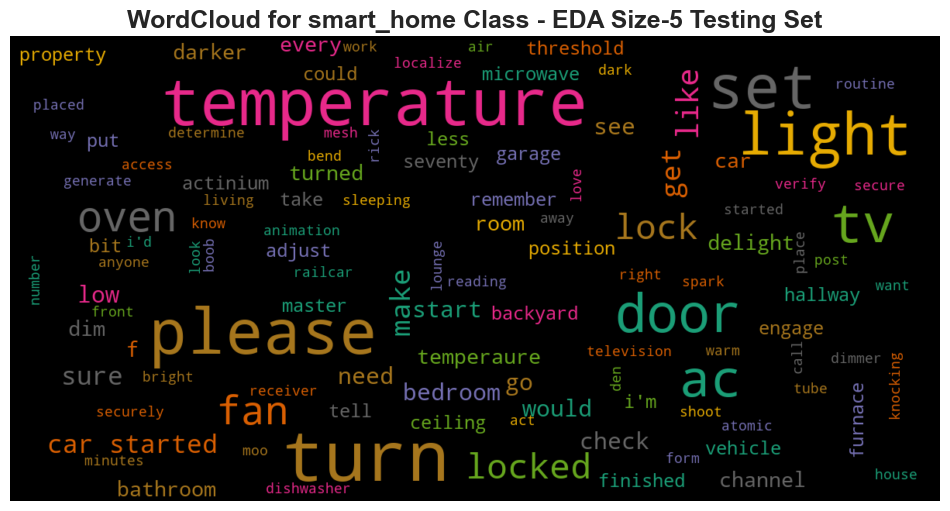 WordCloud for smart_home Class - EDA Size-5 Testing Set
property
darker
every
work
air
threshold
could
localize
microwave
dark
temperature
like
set
routine
placed
way
put
determine
mesh
rick
less
see
light
bend
seventy
garage
get
car
access
turned
generate
actinium
living
take
sleeping
remember
love
verify
secure
oven
know
animation
room
away
lock
started
tv
bit
i'd
anyone
look
boob
adjust
lounge
position
delight
place
post
number
railcar
reading
right
spark
want
low
front
master
make
start
backyard
door
hallway
dim
please
engage
f
temperaure
television
warm
call
dimmer
sure
bright
need
bedroom
go
den
ac
tube
knocking
receiver
securely
fan
tell
would
i'm
shoot
ceiling
act
atomic
car started
moo
turn
check
vehicle
furnace
minutes
locked
form
bathroom
dishwasher
finished
channel
house